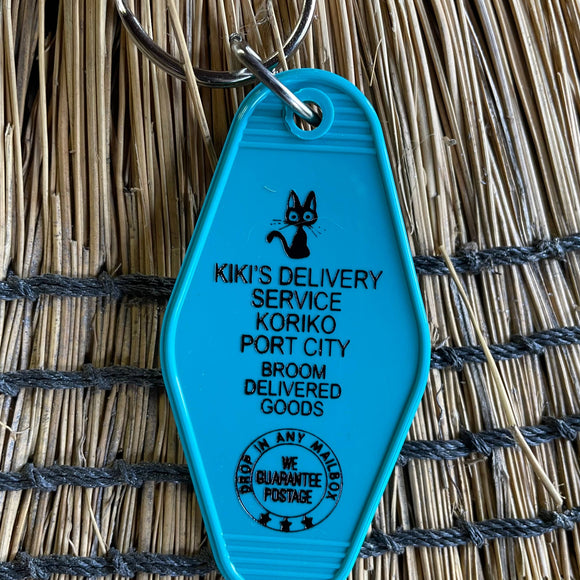 KIKI'S DELIVERY
SERVICE
KORIKO
PORT CITY
BROOM
DELIVERED
GOODS
DROP IN ANY MAILBOX
WE
GUARANTEE
POSTAGE